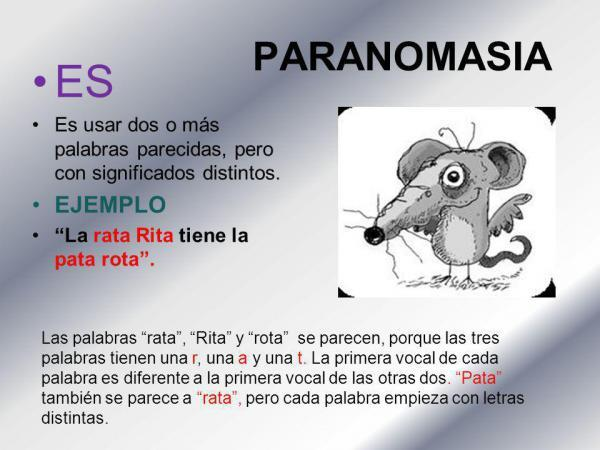 PARANOMASIA
• ES
• Es usar dos o más
palabras parecidas, pero
con significados distintos.
• EJEMPLO
• “La rata Rita tiene la
pata rota”.
Las palabras “rata”, “Rita” y “rota” se parecen, porque las tres
palabras tienen una r, una a y una t. La primera vocal de cada
palabra es diferente a la primera vocal de las otras dos. “Pata”
también se parece a “rata”, pero cada palabra empieza con letras
distintas.